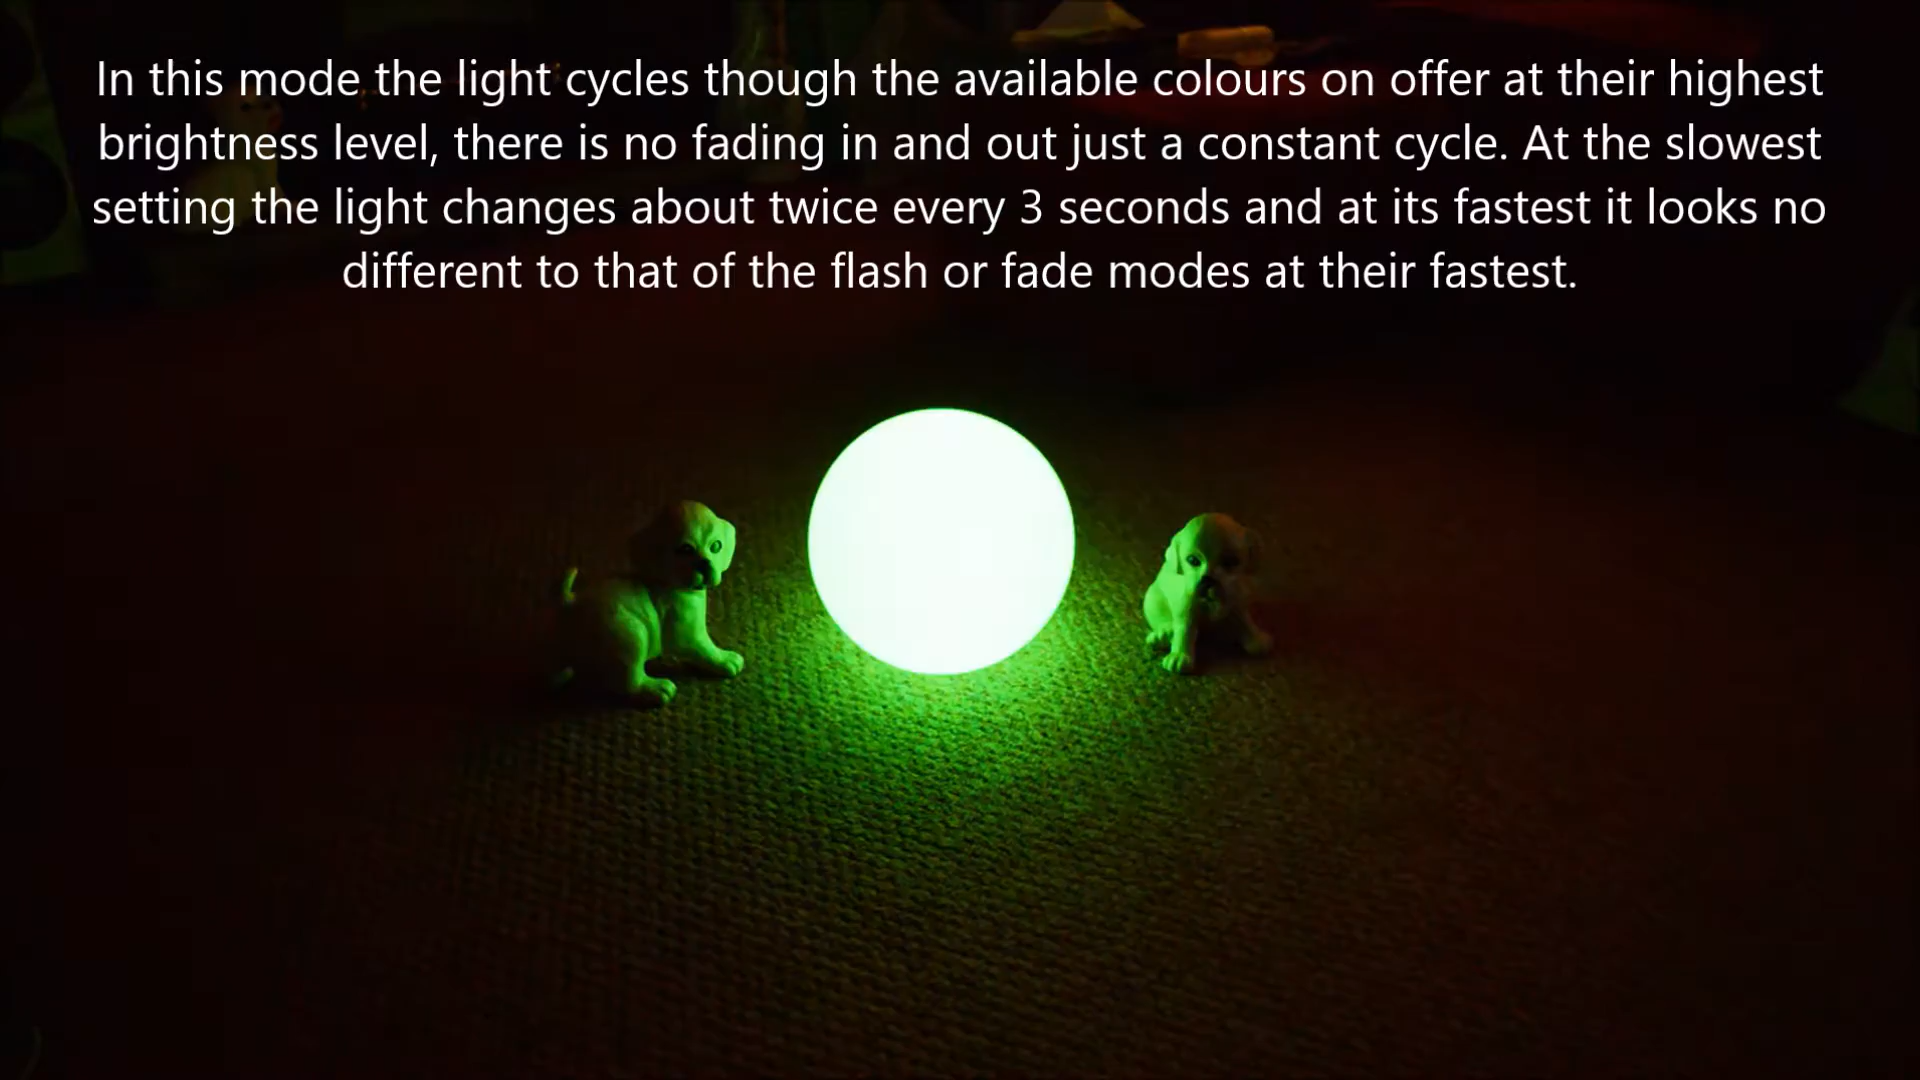 In this mode the light cycles though the available colours on offer at their highest
brightness level, there is no fading in and out just a constant cycle. At the slowest
setting the light changes about twice every 3 seconds and at its fastest it looks no
different to that of the flash or fade modes at their fastest.